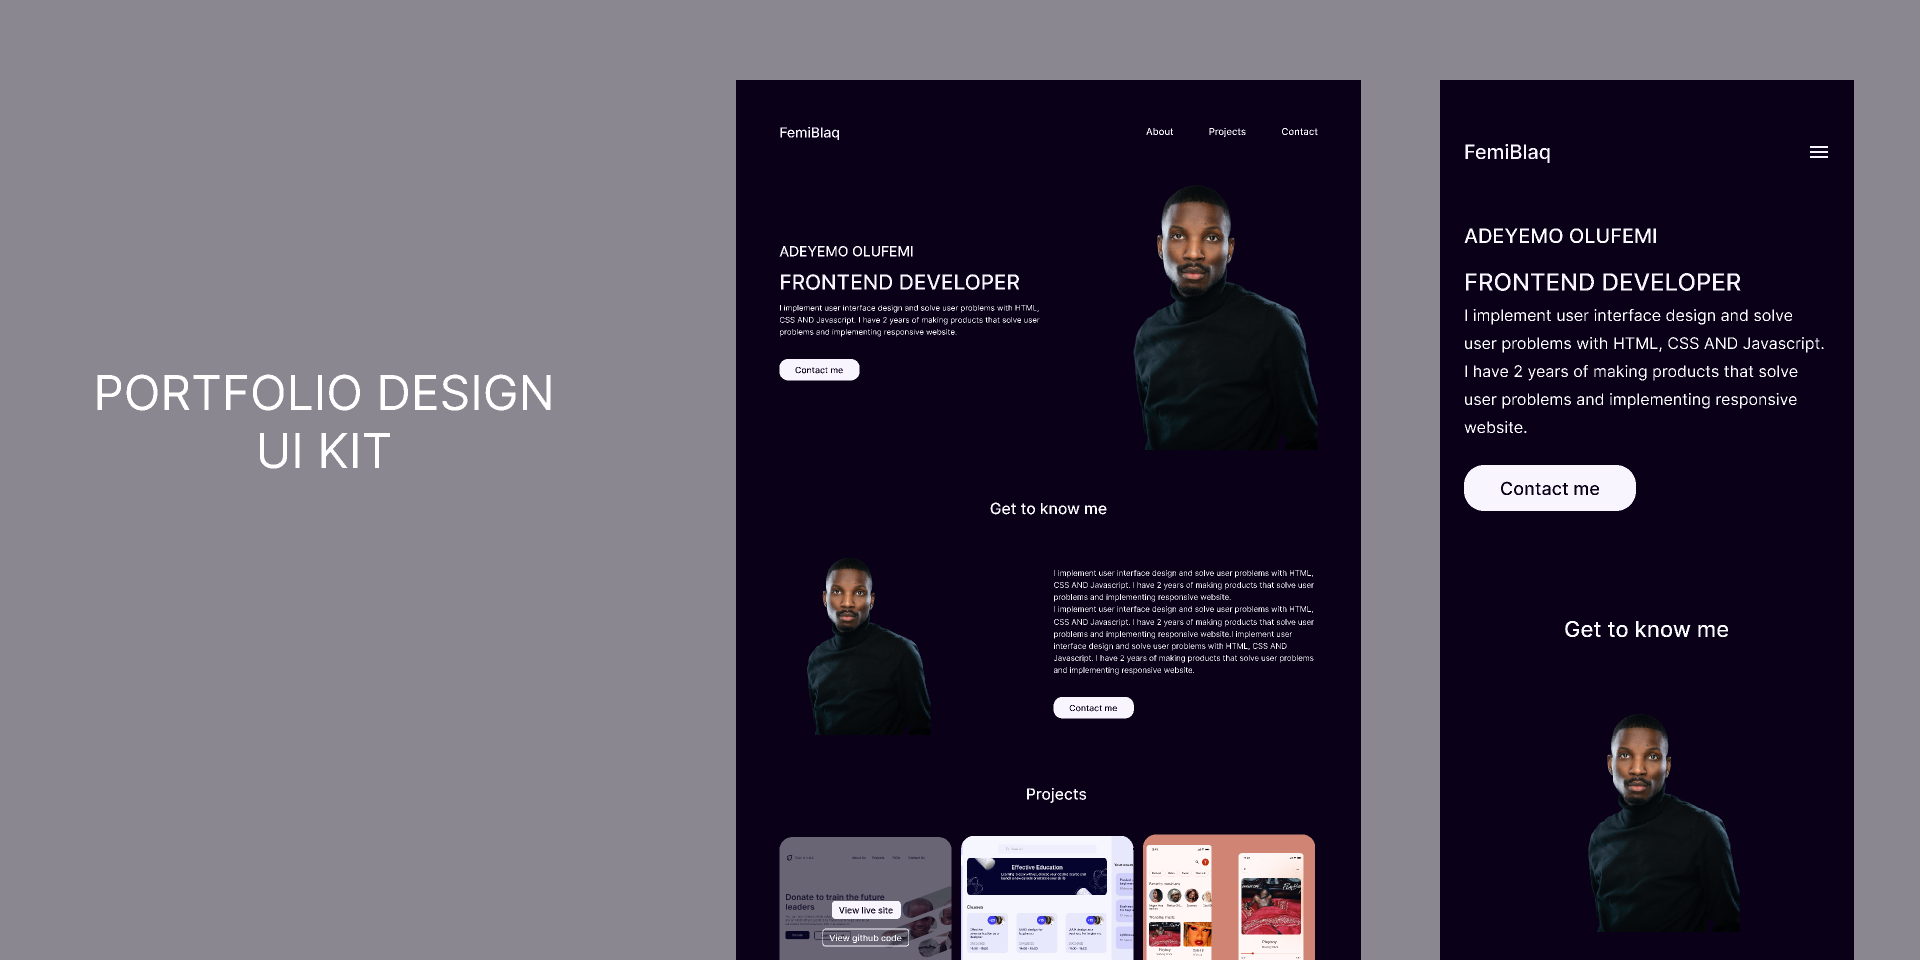 PORTFOLIO DESIGN
UI KIT
FemiBlaq
About
Projects
Contact
ADEYEMO OLUFEMI
FRONTEND DEVELOPER
I implement user interface design and solve user problems with HTML,
CSS AND Javascript. I have 2 years of making products that solve user
problems and implementing responsive website.
Contact me
Get to know me
I implement user interface design and solve user problems with HTML,
CSS AND Javascript. I have 2 years of making products that solve user
problems and implementing responsive website.
I implement user interface design and solve user problems with HTML,
CSS AND Javascript. I have 2 years of making products that solve user
problems and implementing responsive website.I implement user
interface design and solve user problems with HTML, CSS AND
Javascript. I have 2 years of making products that solve user problems
and implementing responsive website.
Contact me
Projects
Donate to train the future
leaders
View live site
View github code
Effective Education
Classes
FemiBlaq
ADEYEMO OLUFEMI
FRONTEND DEVELOPER
I implement user interface design and solve
user problems with HTML, CSS AND Javascript.
I have 2 years of making products that solve
user problems and implementing responsive
website.
Contact me
Get to know me